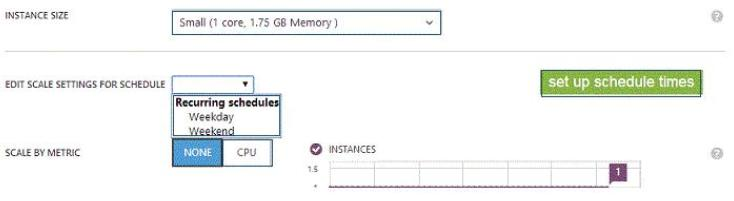 INSTANCE SIZE
Small (1 core, 1.75 GB Memory )
EDIT SCALE SETTINGS FOR SCHEDULE
set up schedule times
Recurring schedules
Weekday
Weekend
SCALE BY METRIC
NONE
CPU
INSTANCES
1.5
1